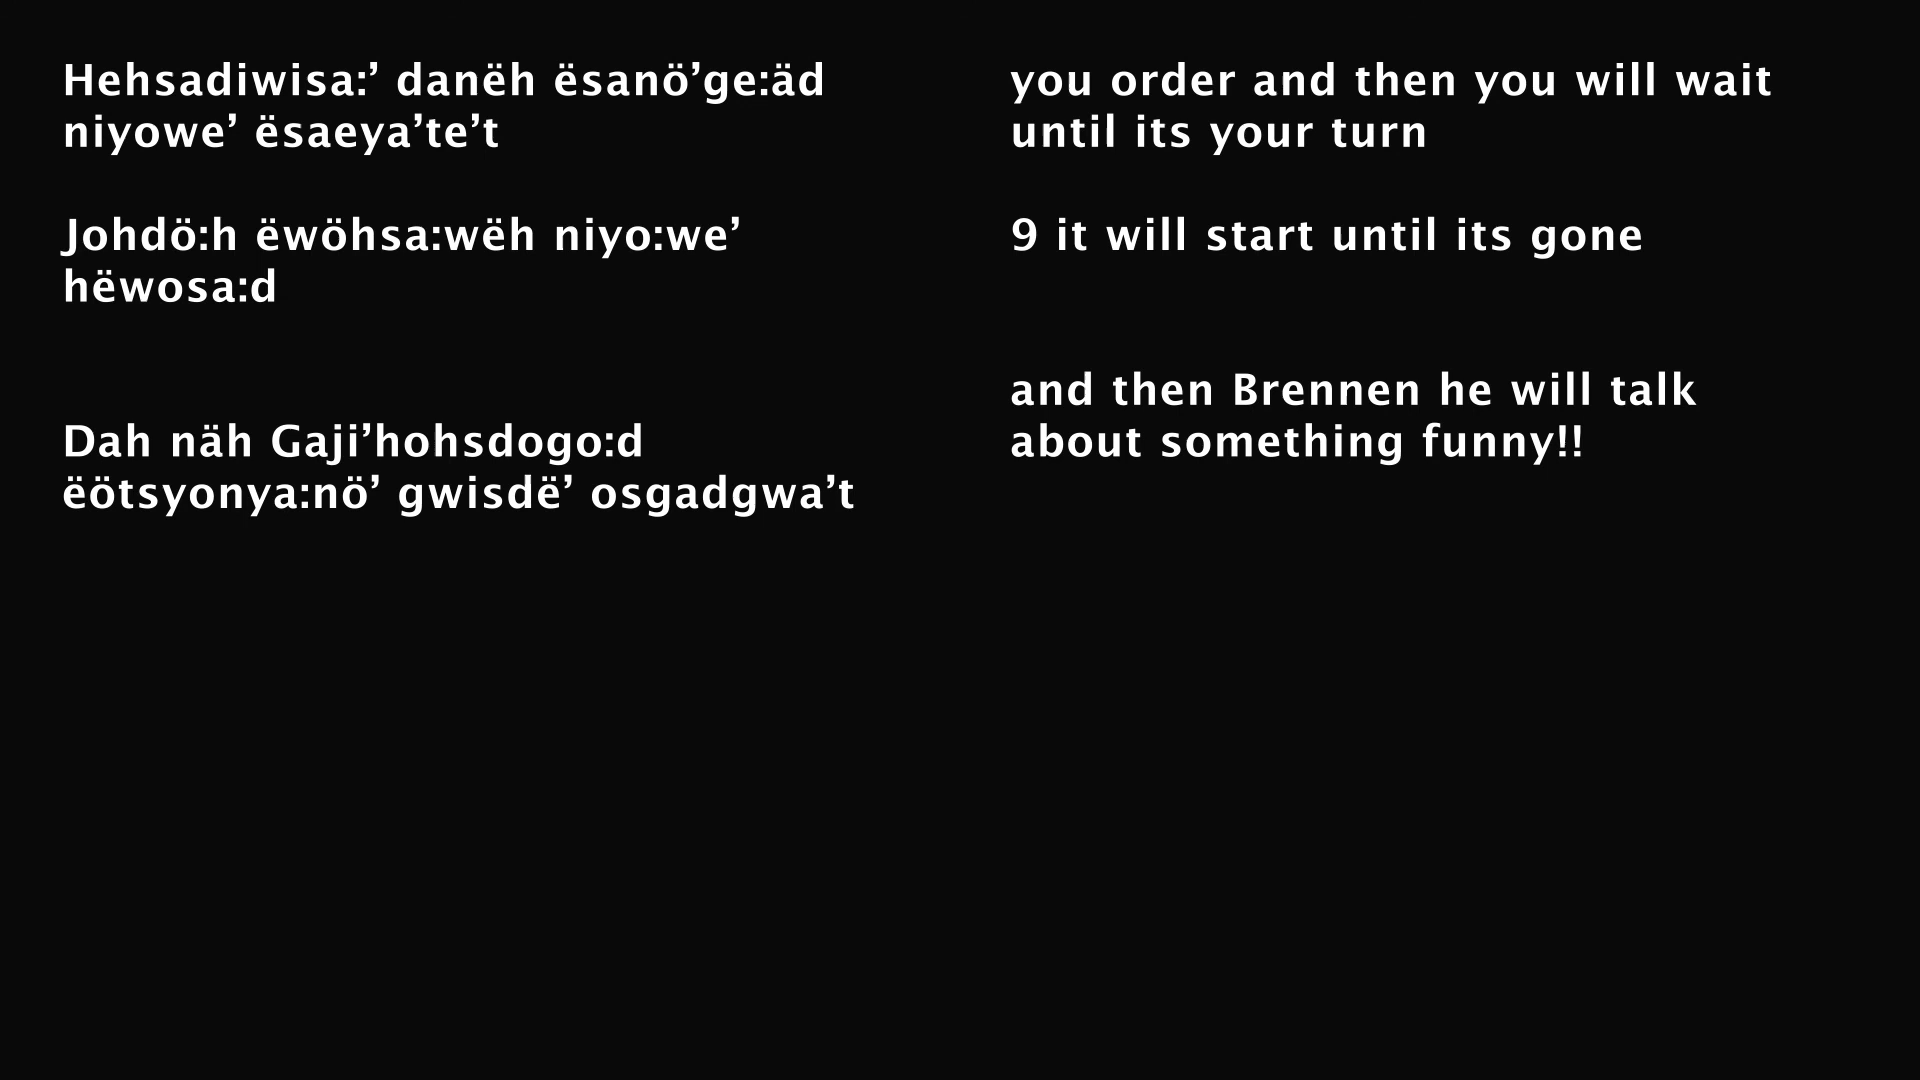 Hehsadiwisa:’ danëh ësanö’ge:äd
niyowe’ ësaeya’te’t
Johdö:h ëwöhsa:wëh niyo:we’
hëwosa:d
Dah näh Gaji’hohsdogo:d
ëötsyonya:nö’ gwisdë’ osgadgwa’t
you order and then you will wait
until its your turn
9 it will start until its gone
and then Brennen he will talk
about something funny!!